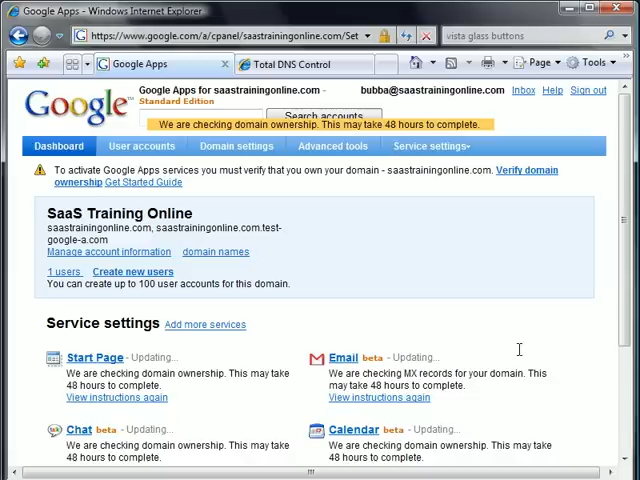 Google Apps - Windows Internet Explorer
https://www.google.com/a/cpanel/saastrainingonline.com/Set
vista glass buttons
Google Apps
Total DNS Control
Page
Tools
Google™
Google Apps for saastrainingonline.com -
Standard Edition
bubba@saastrainingonline.com Inbox Help Sign out
Search accounts
We are checking domain ownership. This may take 48 hours to complete.
Dashboard User accounts Domain settings Advanced tools Service settings
To activate Google Apps services you must verify that you own your domain - saastrainingonline.com. Verify domain
ownership Get Started Guide
SaaS Training Online
saastrainingonline.com, saastrainingonline.com.test-
google-a.com
Manage account information domain names
1 users Create new users
You can create up to 100 user accounts for this domain.
Service settings Add more services
Start Page - Updating...
We are checking domain ownership. This may
take 48 hours to complete.
View instructions again
Email beta - Updating...
We are checking MX records for your domain. This
may take 48 hours to complete.
View instructions again
Chat beta - Updating...
We are checking domain ownership. This may
take 48 hours to complete.
Calendar beta - Updating...
We are checking domain ownership. This may
take 48 hours to complete.